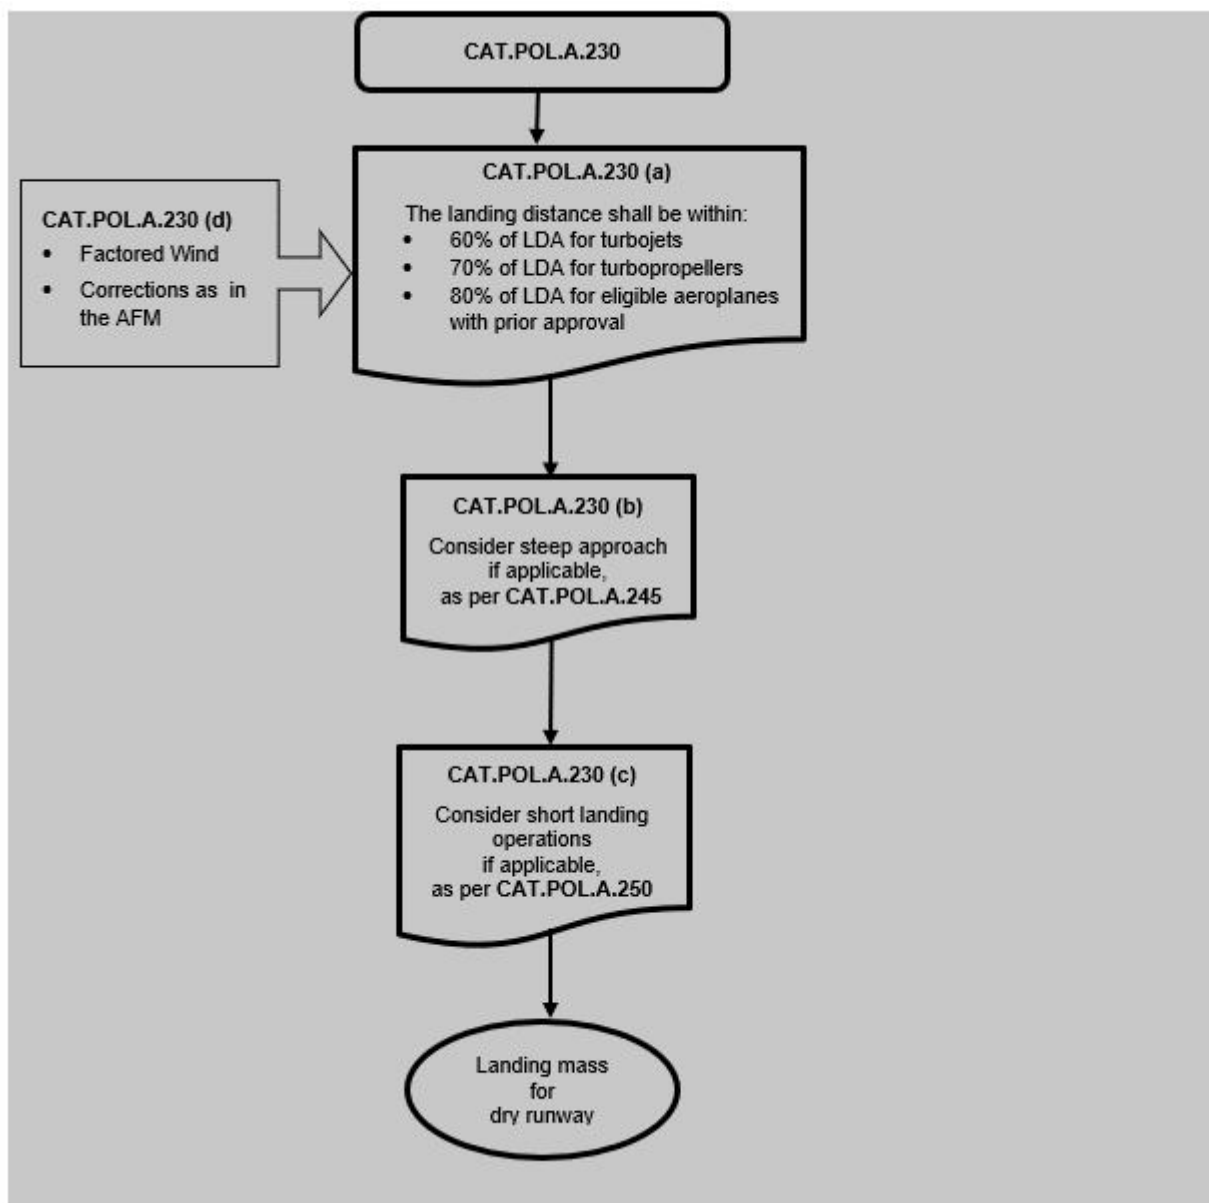 CAT.POL.A.230
CAT.POL.A.230 (a)
The landing distance shall be within:
• 60% of LDA for turbojets
• 70% of LDA for turbopropellers
• 80% of LDA for eligible aeroplanes
with prior approval
CAT.POL.A.230 (d)
• Factored Wind
• Corrections as in
the AFM
CAT.POL.A.230 (b)
Consider steep approach
if applicable,
as per CAT.POL.A.245
CAT.POL.A.230 (c)
Consider short landing
operations
if applicable,
as per CAT.POL.A.250
Landing mass
for
dry runway